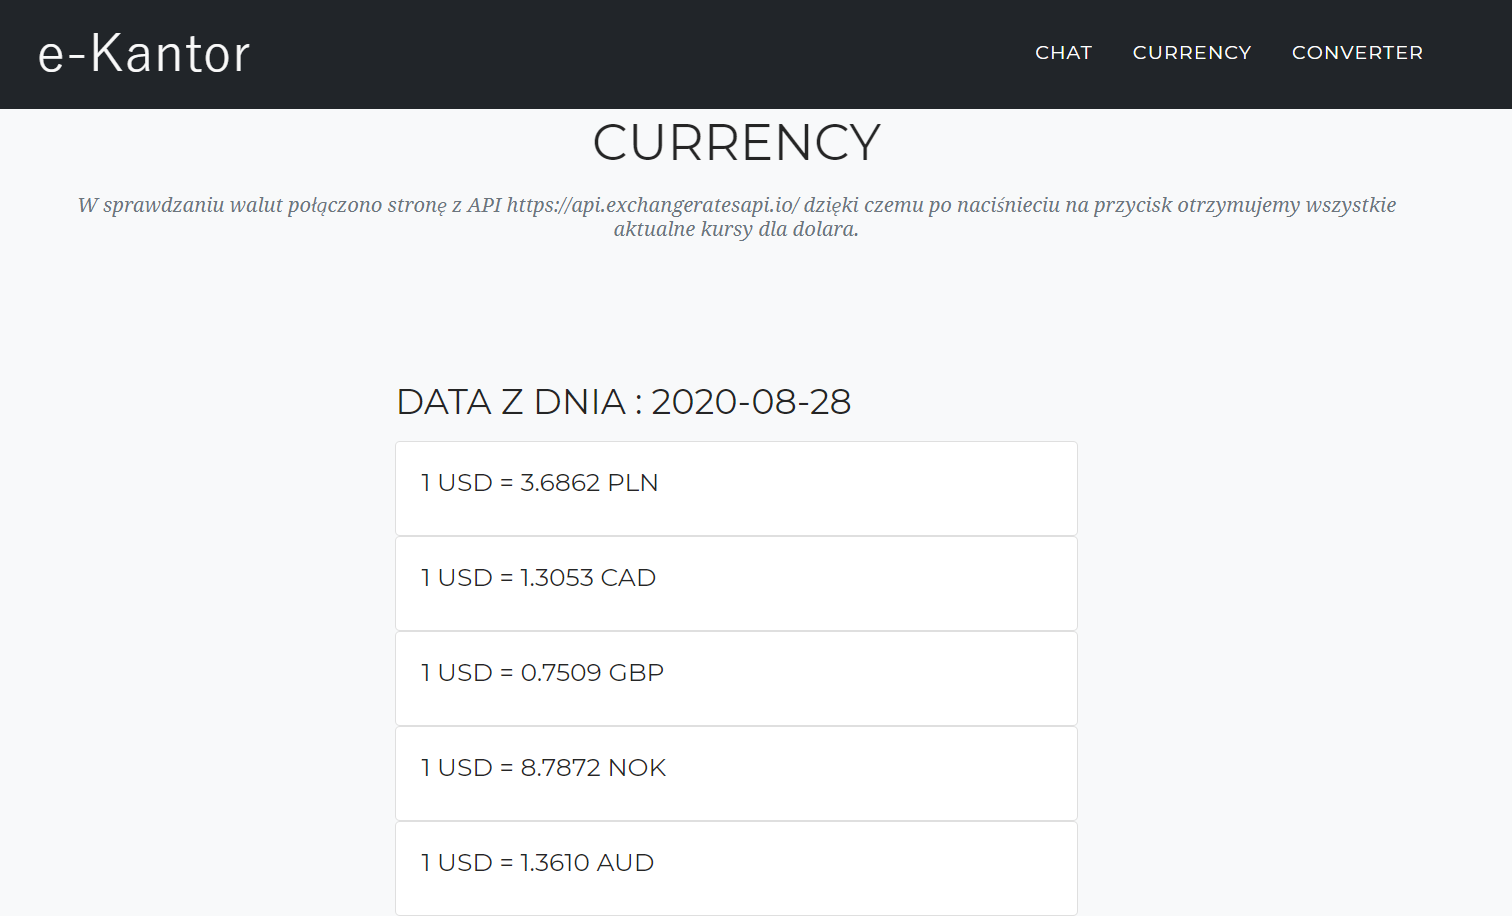 e-Kantor
CHAT
CURRENCY
CONVERTER
CURRENCY
W sprawdzaniu walut połączono stronę z API https://api.exchangeratesapi.io/ dzięki czemu po naciśnieciu na przycisk otrzymujemy wszystkie
aktualne kursy dla dolara.
DATA Z DNIA : 2020-08-28
1 USD = 3.6862 PLN
1 USD = 1.3053 CAD
1 USD = 0.7509 GBP
1 USD = 8.7872 NOK
1 USD = 1.3610 AUD